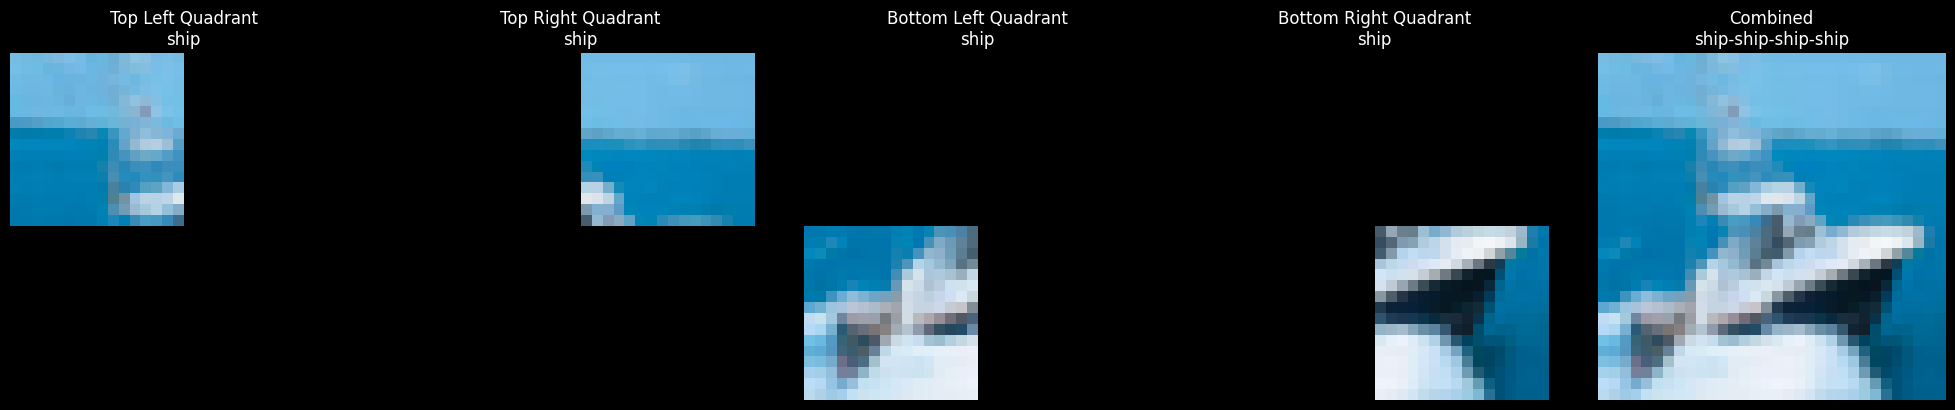 Top Left Quadrant
ship
Top Right Quadrant
ship
Bottom Left Quadrant
ship
Bottom Right Quadrant
ship
Combined
ship-ship-ship-ship